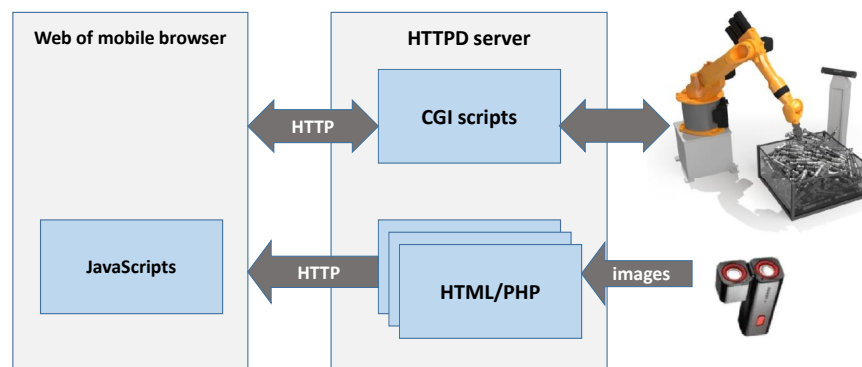 Web of mobile browser
HTTPD server
HTTP
CGI scripts
JavaScripts
HTTP
HTML/PHP
images